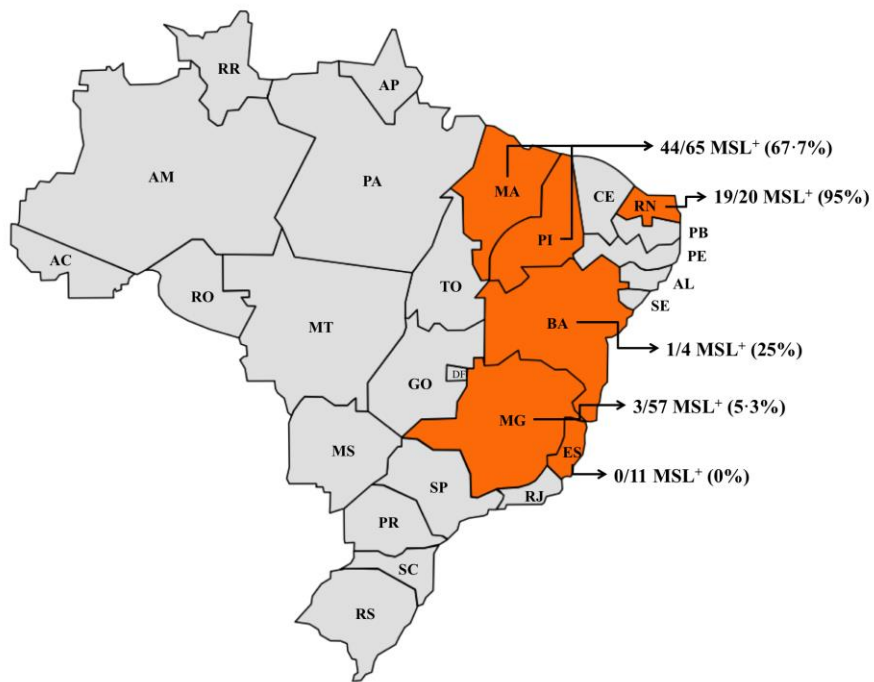 RR
AP
44/65 MSL⁺ (67·7%)
AM
PA
MA
CE
19/20 MSL⁺ (95%)
RN
PB
PI
PE
AC
TO
AL
RO
SE
MT
BA
1/4 MSL⁺ (25%)
GO
DF
3/57 MSL⁺ (5·3%)
MG
MS
ES
0/11 MSL⁺ (0%)
SP
RJ
PR
SC
RS